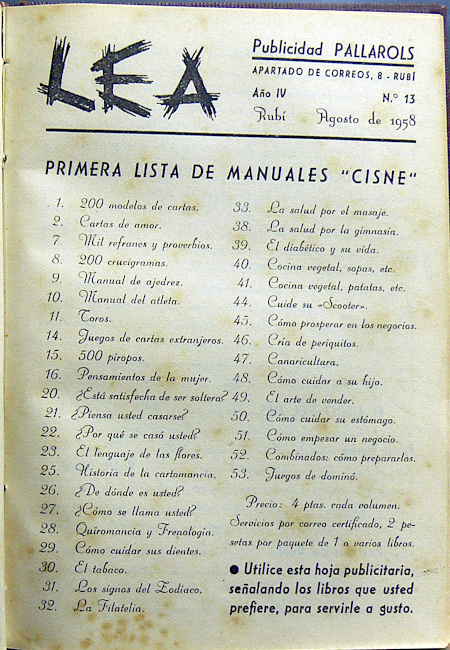 LEA
Publicidad PALLAROLS
APARTADO DE CORREOS, 8 - RUBÍ
Año IV N.º 13
Rubí Agosto de 1958
PRIMERA LISTA DE MANUALES "CISNE"
1. 200 modelos de cartas.
2. Cartas de amor.
7. Mil refranes y proverbios.
8. 200 crucigramas.
9. Manual de ajedrez.
10. Manual del atleta.
11. Toros.
14. Juegos de cartas extranjeros.
15. 500 piropos.
16. Pensamientos de la mujer.
20. ¿Está satisfecha de ser soltera?
21. ¿Piensa usted casarse?
22. ¿Por qué se casó usted?
23. El lenguaje de las flores.
25. Historia de la cartomancia.
26. ¿De dónde es usted?
27. ¿Cómo se llama usted?
28. Quiromancia y Frenología.
29. Cómo cuidar sus dientes.
30. El tabaco.
31. Los signos del Zodíaco.
32. La Filatelia.
33. La salud por el masaje.
38. La salud por la gimnasia.
39. El diabético y su vida.
40. Cocina vegetal, sopas, etc.
41. Cocina vegetal, patatas, etc.
44. Cuide su «Scooter».
45. Cómo prosperar en los negocios.
46. Cría de periquitos.
47. Canaricultura.
48. Cómo cuidar a su hijo.
49. El arte de vender.
50. Cómo cuidar su estómago.
51. Cómo empezar un negocio.
52. Combinados: cómo prepararlos.
53. Juegos de dominó.
Precio: 4 ptas. cada volumen.
Servicios por correo certificado, 2 pe-
setas por paquete de 1 o varios libros.
● Utilice esta hoja publicitaria,
señalando los libros que usted
prefiere, para servirle a gusto.